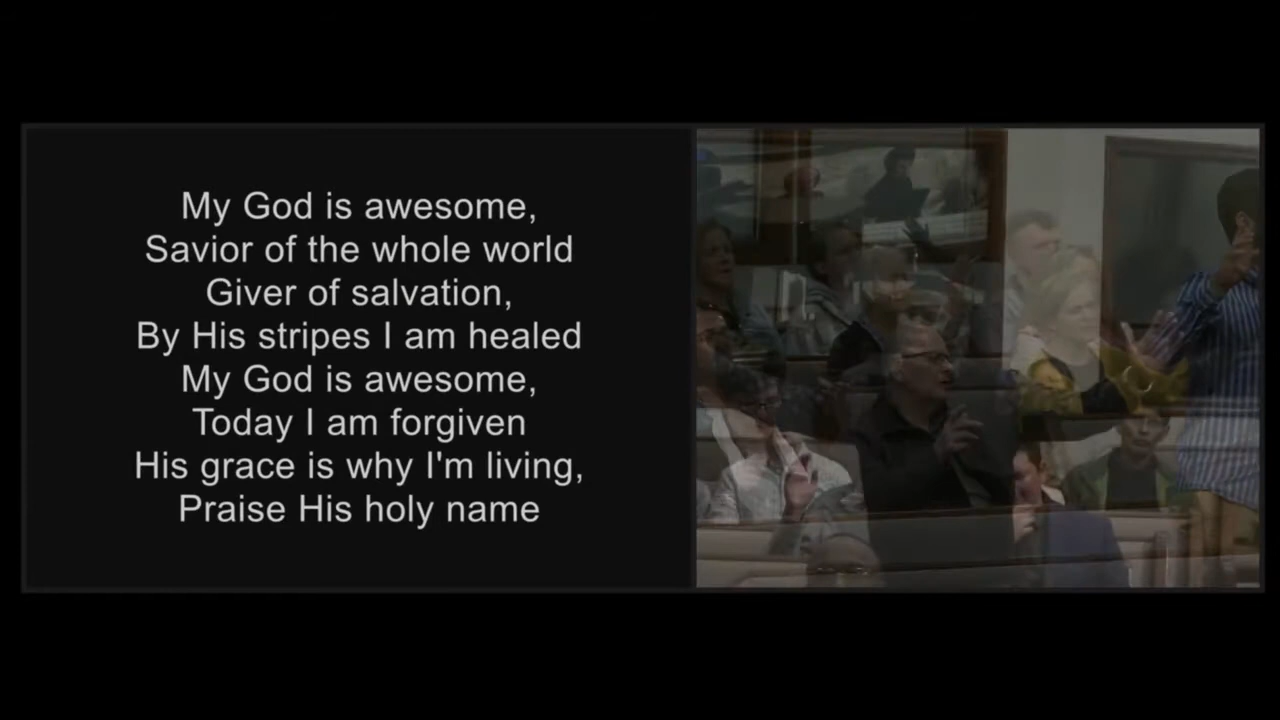 My God is awesome,
Savior of the whole world
Giver of salvation,
By His stripes I am healed
My God is awesome,
Today I am forgiven
His grace is why I'm living,
Praise His holy name